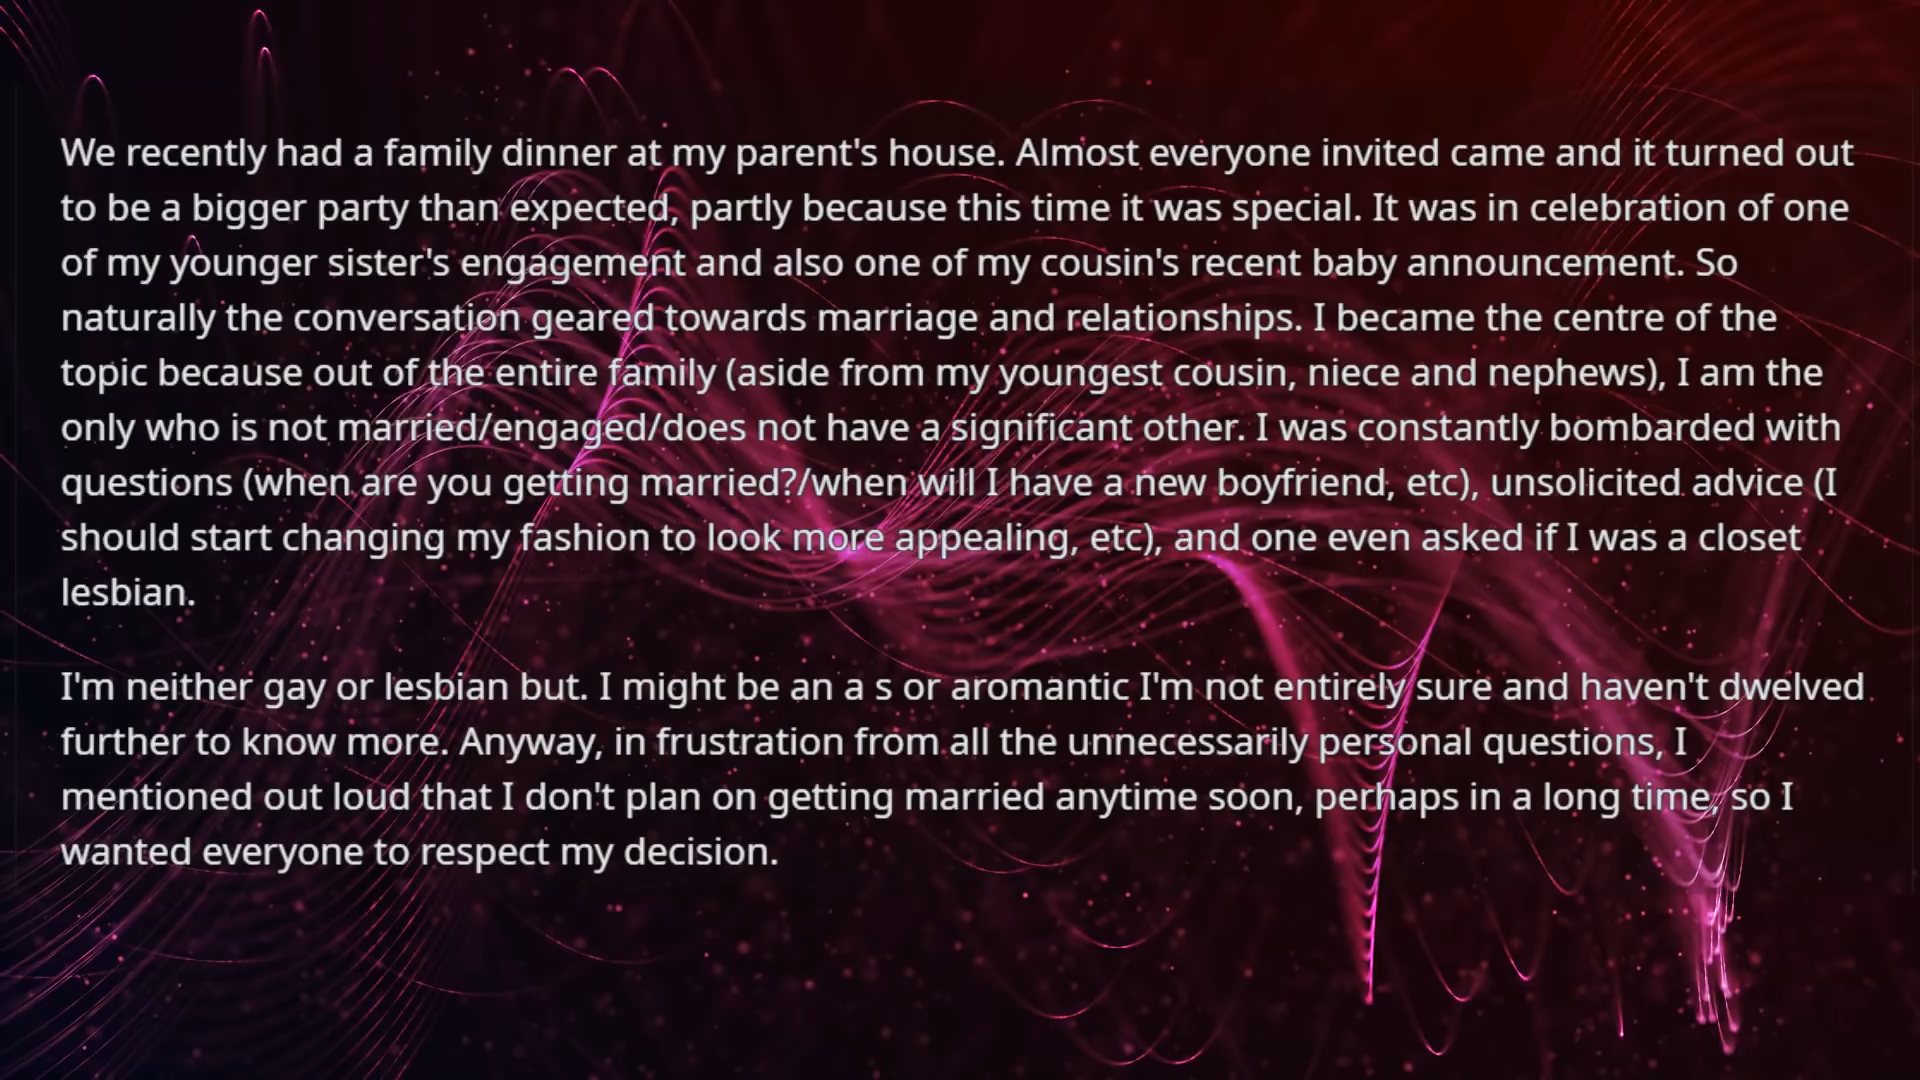 We recently had a family dinner at my parent's house. Almost everyone invited came and it turned out
to be a bigger party than expected, partly because this time it was special. It was in celebration of one
of my younger sister's engagement and also one of my cousin's recent baby announcement. So
naturally the conversation geared towards marriage and relationships. I became the centre of the
topic because out of the entire family (aside from my youngest cousin, niece and nephews), I am the
only who is not married/engaged/does not have a significant other. I was constantly bombarded with
questions (when are you getting married?/when will I have a new boyfriend, etc), unsolicited advice (I
should start changing my fashion to look more appealing, etc), and one even asked if I was a closet
lesbian.
I'm neither gay or lesbian but. I might be an a s or aromantic I'm not entirely sure and haven't dwelved
further to know more. Anyway, in frustration from all the unnecessarily personal questions, I
mentioned out loud that I don't plan on getting married anytime soon, perhaps in a long time, so I
wanted everyone to respect my decision.